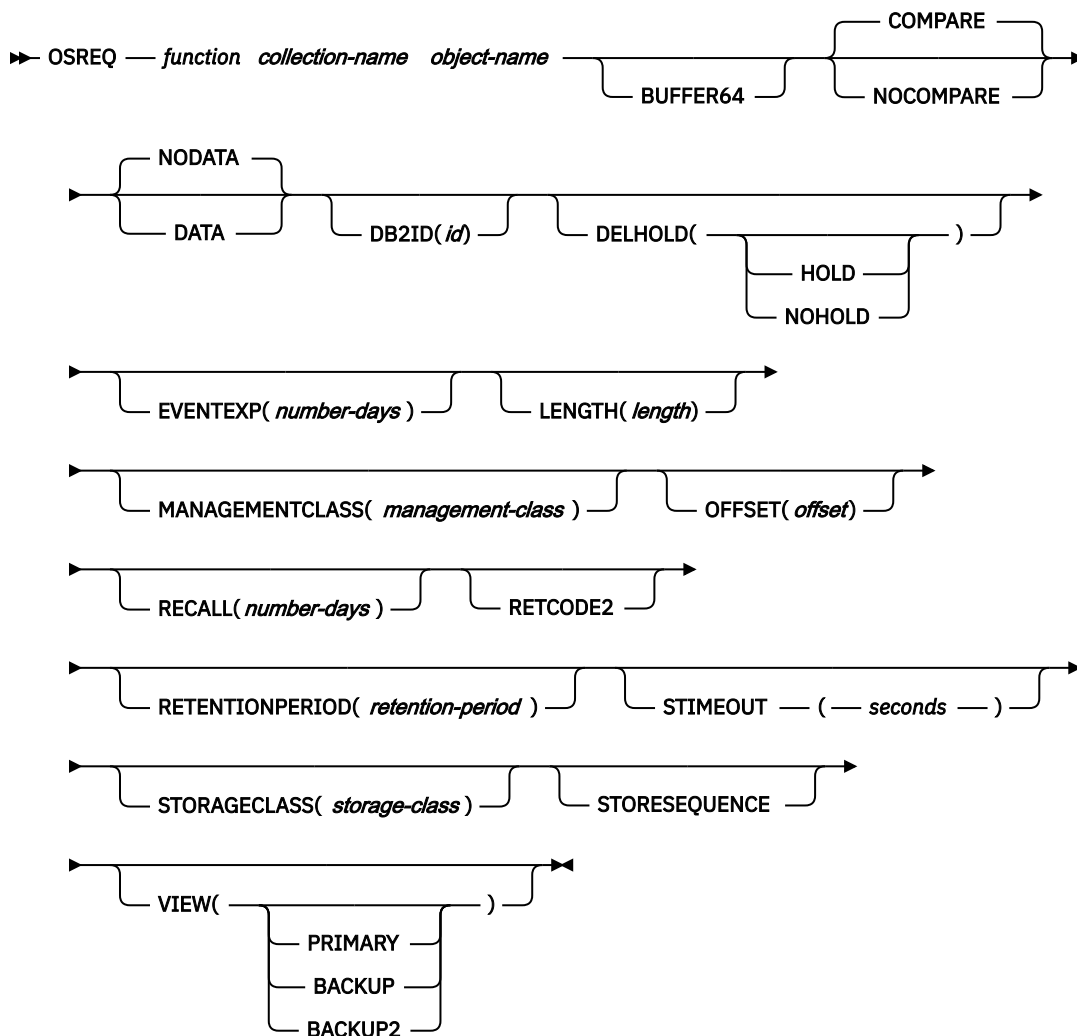 COMPARE
OSREQ function collection-name object-name
BUFFER64 NOCOMPARE
NODATA
DATA DB2ID( id) DELHOLD( )
HOLD
NOHOLD
EVENTEXP( number-days ) LENGTH( length)
MANAGEMENTCLASS( management-class ) OFFSET( offset)
RECALL( number-days ) RETCODE2
RETENTIONPERIOD( retention-period ) STIMEOUT ( seconds )
STORAGECLASS( storage-class ) STORESEQUENCE
VIEW( )
PRIMARY
BACKUP
BACKUP2